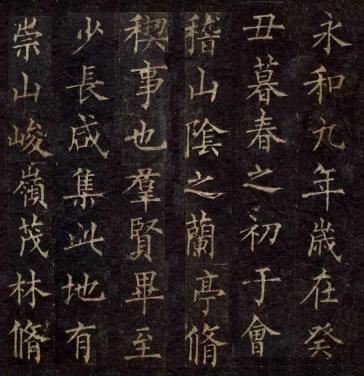 永和九年歲在癸
丑暮春之初于會
稽山陰之蘭亭脩
稧事也羣賢畢至
少長咸集此地有
崇山峻嶺茂林脩